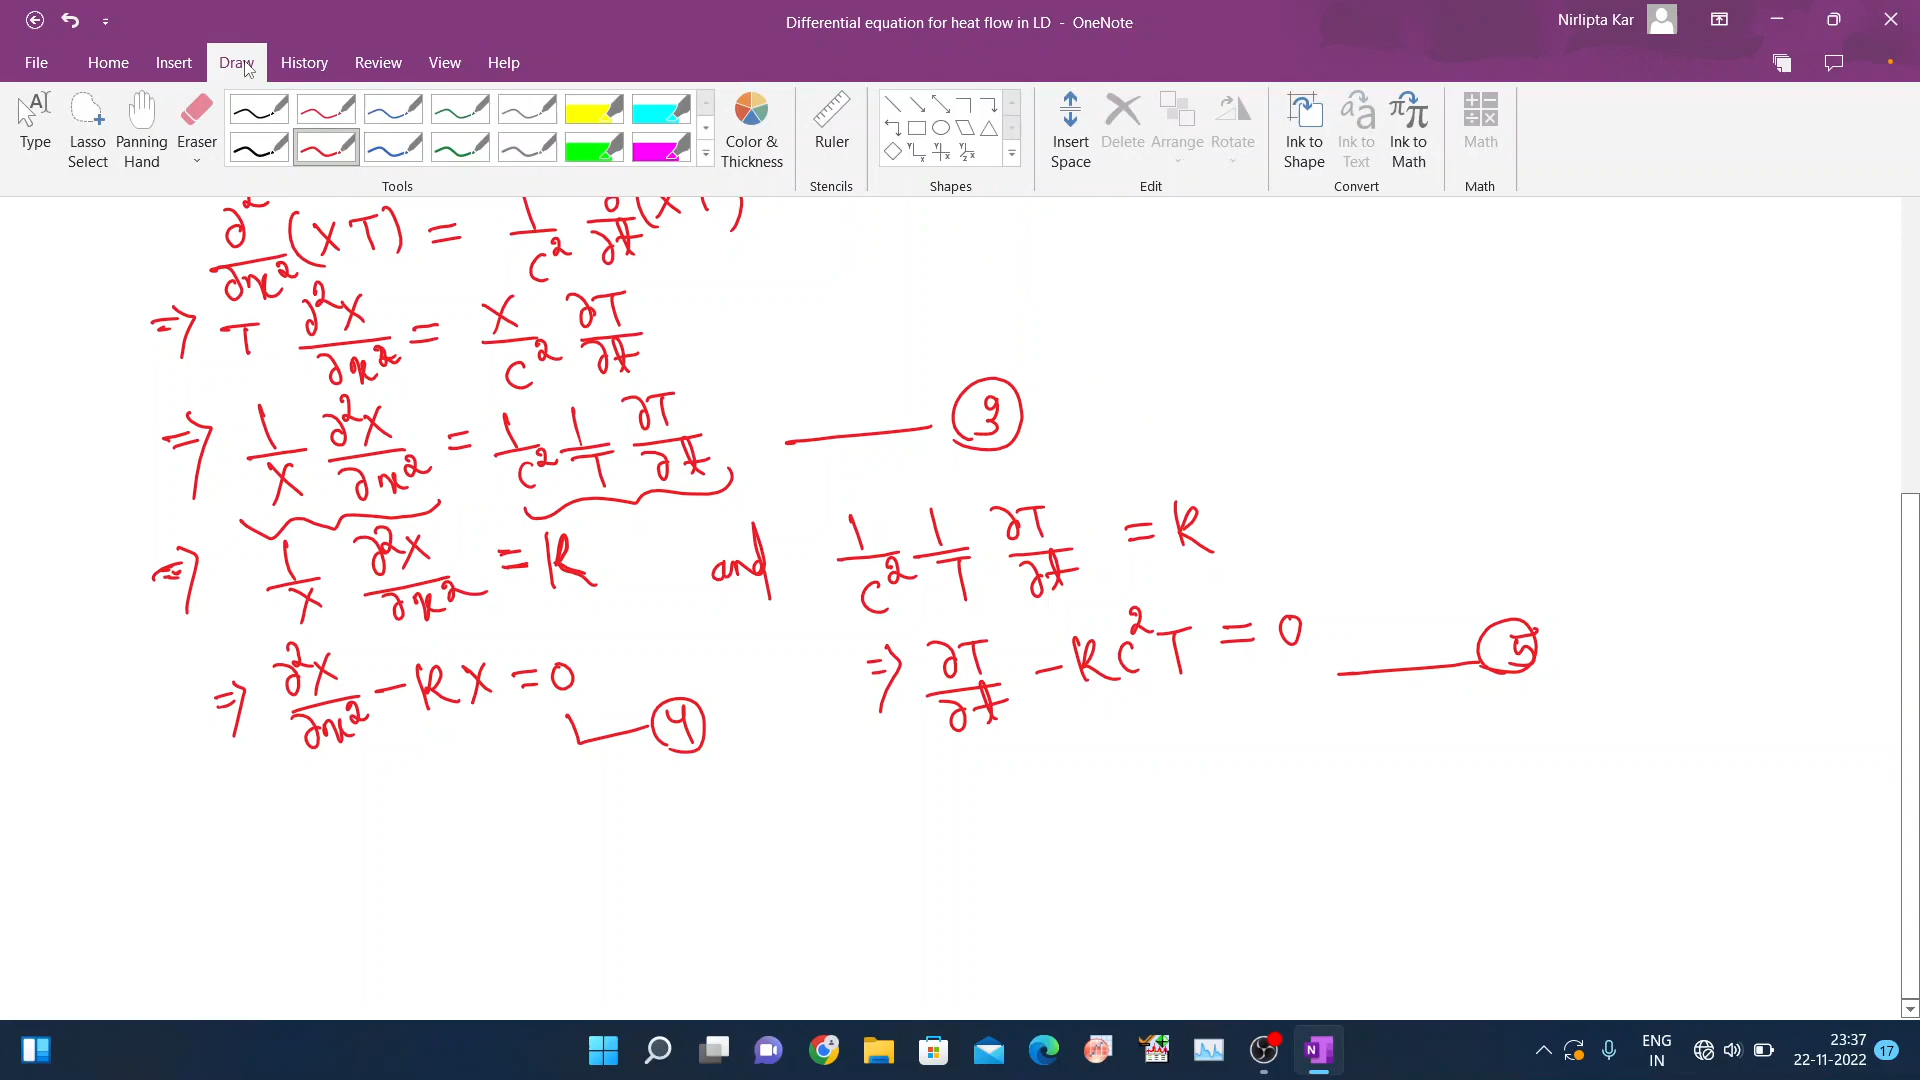 Differential equation for heat flow in LD - OneNote
Nirlipta Kar
File Home Insert Draw History Review View Help
Type Lasso Select Panning Hand Eraser Color & Thickness Ruler Insert Space Delete Arrange Rotate Ink to Shape Ink to Text Ink to Math Math
Tools Stencils Shapes Edit Convert Math
∂²/∂x² (XT) = 1/c² ∂/∂t (XT)
⇒ T ∂²X/∂x² = X/c² ∂T/∂t
⇒ 1/X ∂²X/∂x² = 1/c² 1/T ∂T/∂t —— 3
⇒ 1/X ∂²X/∂x² = K and 1/c² 1/T ∂T/∂t = K
⇒ ∂²X/∂x² - KX = 0 —— 4
⇒ ∂T/∂t - KC²T = 0 —— 5
ENG
IN
23:37
22-11-2022
17